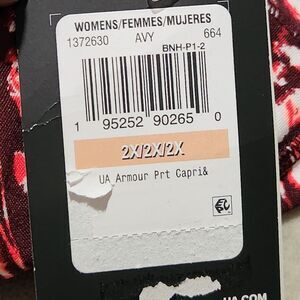 WOMENS/FEMMES/MUJERES
1372630 AVY 664
BNH-P1-2
1 95252 90265 0
2X/2X/2X
UA Armour Prt Capri&
UA.COM